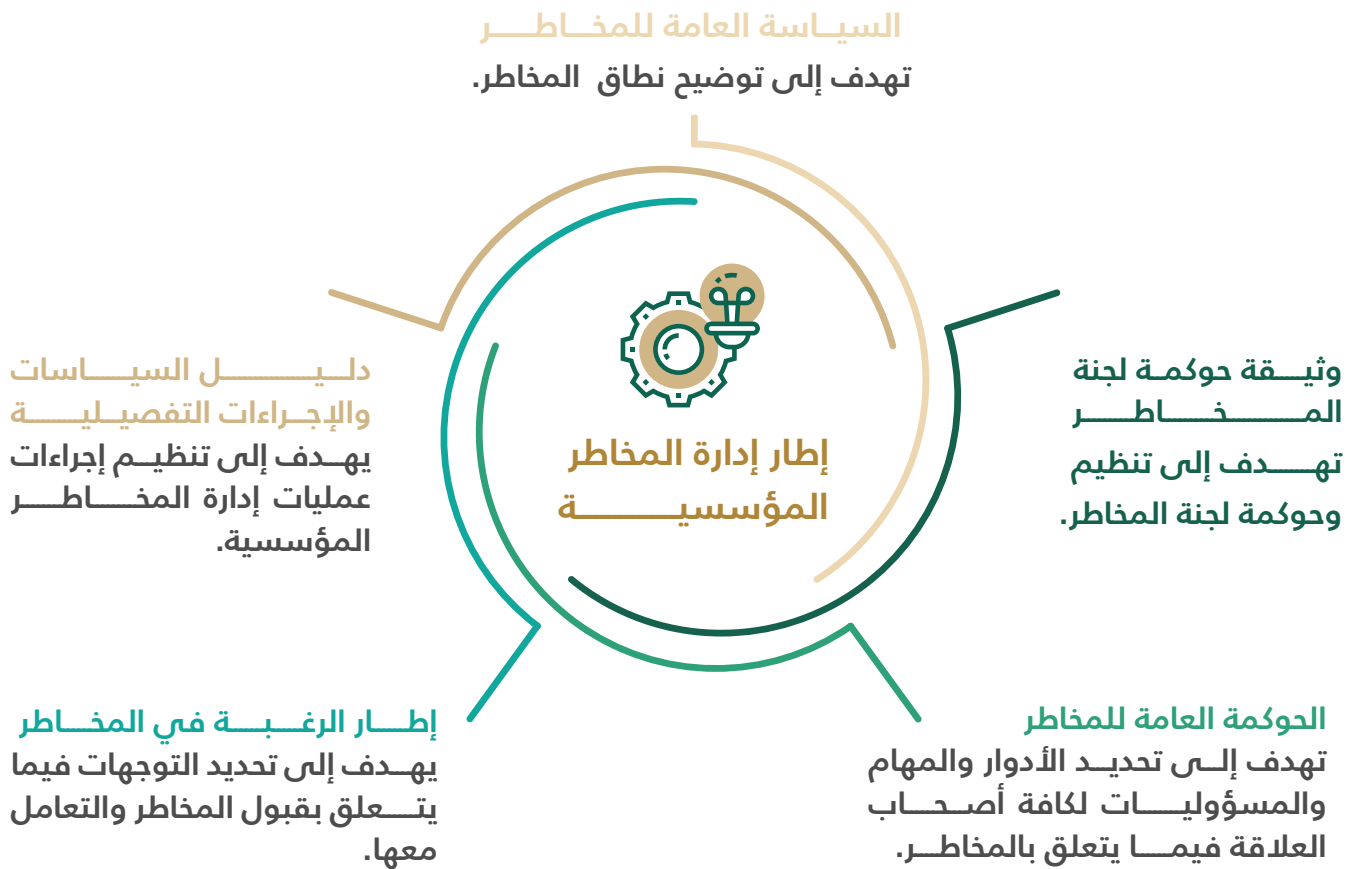 السياسة العامة للمخاطر
تهدف إلى توضيح نطاق المخاطر.
وثيقة حوكمة لجنة
المخاطر
تهدف إلى تنظيم
وحوكمة لجنة المخاطر.
دليل السياسات
والإجراءات التفصيلية
يهدف إلى تنظيم إجراءات
عمليات إدارة المخاطر
المؤسسية.
إطار إدارة المخاطر
المؤسسية
الحوكمة العامة للمخاطر
تهدف إلى تحديد الأدوار والمهام
والمسؤوليات لكافة أصحاب
العلاقة فيما يتعلق بالمخاطر.
إطار الرغبة في المخاطر
يهدف إلى تحديد التوجهات فيما
يتعلق بقبول المخاطر والتعامل
معها.